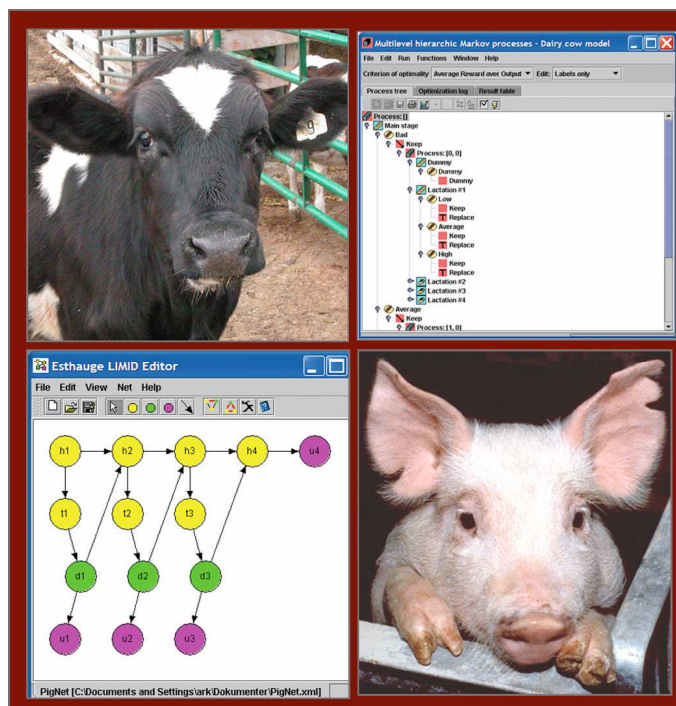 9
Multilevel hierarchic Markov processes - Dairy cow model
File Edit Run Functions Window Help
Criterion of optimality Average Reward over Output Edit: Labels only
Process tree Optimization log Result table
Process: []
Main stage
Bad
Keep
Process: [0, 0]
Dummy
Dummy
Dummy
Lactation #1
Low
Keep
Replace
Average
Keep
Replace
High
Keep
Replace
Lactation #2
Lactation #3
Lactation #4
Average
Keep
Process: [1, 0]
Esthauge LIMID Editor
File Edit View Net Help
h1 h2 h3 h4 u4
t1 t2 t3
d1 d2 d3
u1 u2 u3
PigNet [C:\Documents and Settings\ark\Dokumenter\PigNet.xml]